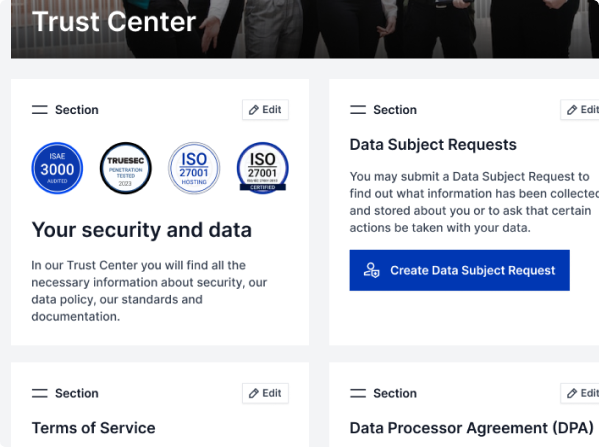 Trust Center
Section
Edit
ISAE
3000
AUDITED
TRUESEC
PENETRATION
TESTED
2023
ISO
27001
HOSTING
ISO
27001
CERTIFIED
Your security and data
In our Trust Center you will find all the
necessary information about security, our
data policy, our standards and
documentation.
Section
Edit
Data Subject Requests
You may submit a Data Subject Request to
find out what information has been collected
and stored about you or to ask that certain
actions be taken with your data.
Create Data Subject Request
Section
Edit
Terms of Service
Section
Edit
Data Processor Agreement (DPA)